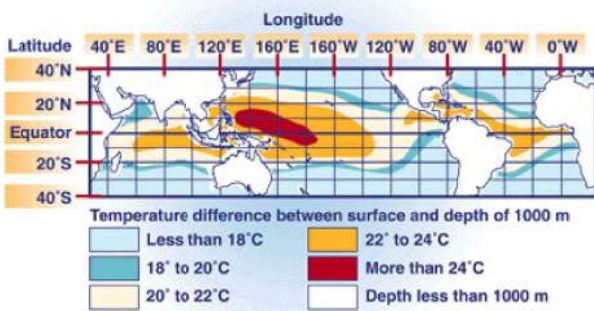 Longitude
Latitude 40°E 80°E 120°E 160°E 160°W 120°W 80°W 40°W 0°W
40°N
20°N
Equator
20°S
40°S
Temperature difference between surface and depth of 1000 m
Less than 18°C 22° to 24°C
18° to 20°C More than 24°C
20° to 22°C Depth less than 1000 m